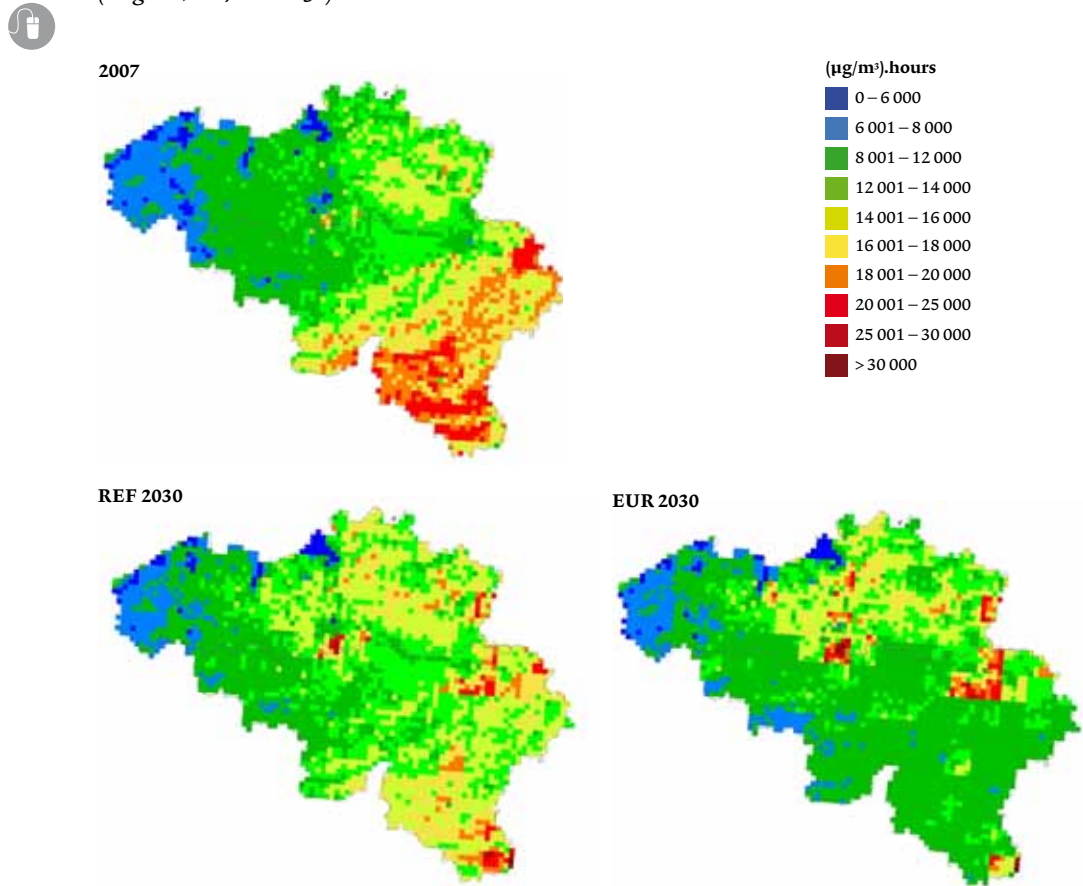 2007
(µg/m³).hours
0 – 6 000
6 001 – 8 000
8 001 – 12 000
12 001 – 14 000
14 001 – 16 000
16 001 – 18 000
18 001 – 20 000
20 001 – 25 000
25 001 – 30 000
> 30 000
REF 2030
EUR 2030